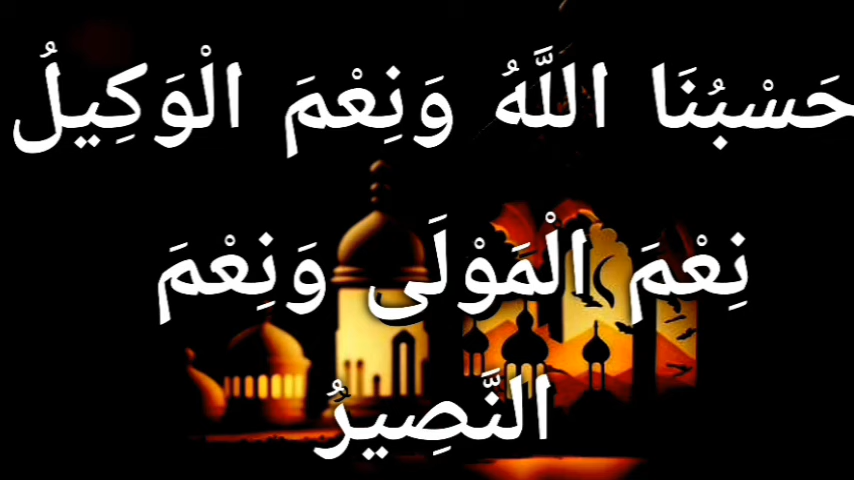 حَسْبُنَا اللَّهُ وَنِعْمَ الْوَكِيلُ
نِعْمَ الْمَوْلَى وَنِعْمَ
النَّصِيرُ